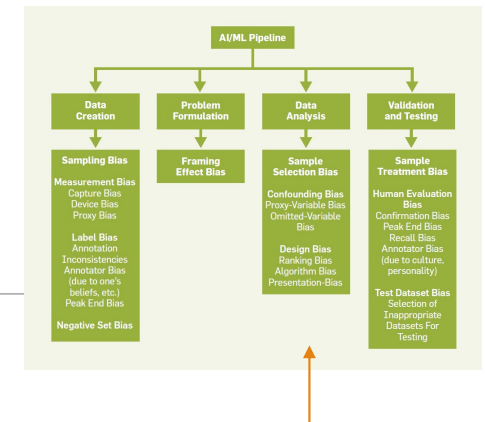 AI/ML Pipeline
Data
Creation
Problem
Formulation
Data
Analysis
Validation
and Testing
Sampling Bias
Measurement Bias
Capture Bias
Device Bias
Proxy Bias
Label Bias
Annotation
Inconsistencies
Annotator Bias
(due to one's
beliefs, etc.)
Peak End Bias
Negative Set Bias
Framing
Effect Bias
Sample
Selection Bias
Confounding Bias
Proxy-Variable Bias
Omitted-Variable
Bias
Design Bias
Ranking Bias
Algorithm Bias
Presentation-Bias
Sample
Treatment Bias
Human Evaluation
Bias
Confirmation Bias
Peak End Bias
Recall Bias
Annotator Bias
(due to culture,
personality)
Test Dataset Bias
Selection of
Inappropriate
Datasets For
Testing